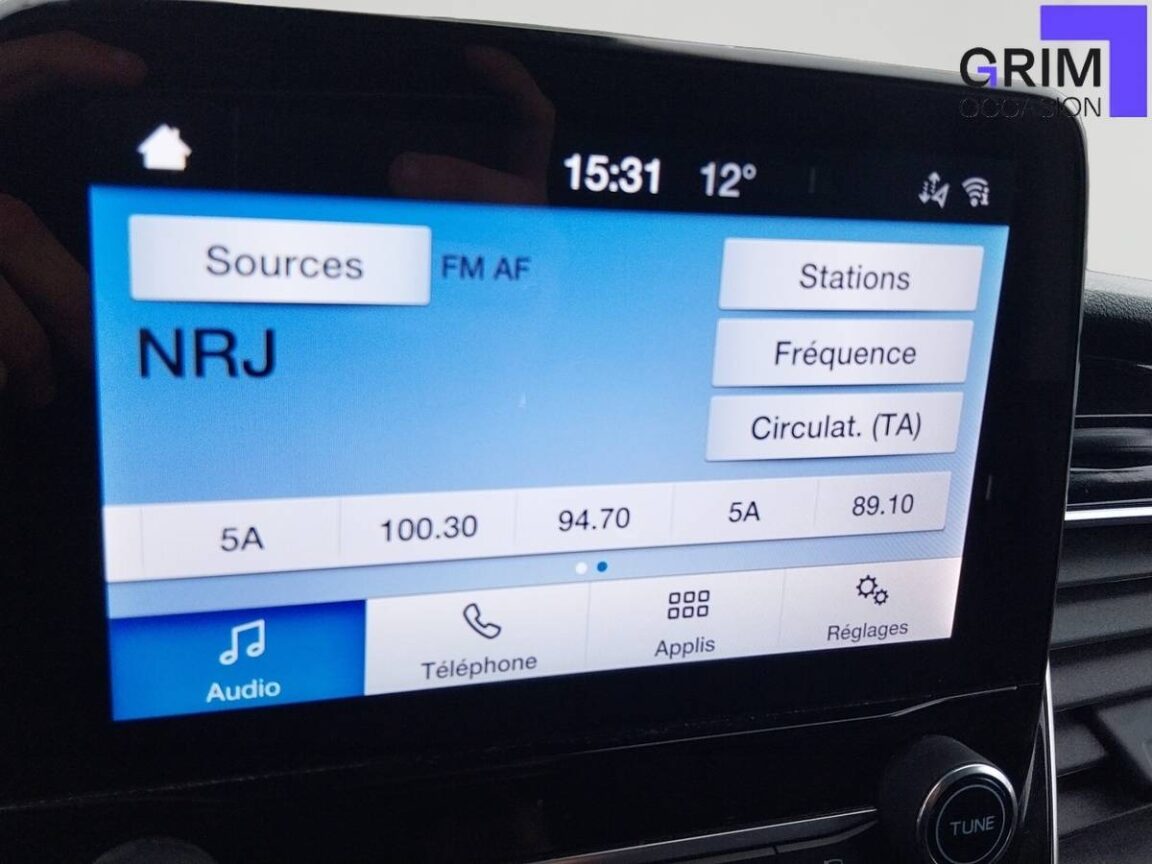 GRIM
OCCASION
15:31 12°
Sources FM AF
Stations
NRJ
Fréquence
Circulat. (TA)
5A 100.30 94.70 5A 89.10
Audio Téléphone Applis Réglages
TUNE